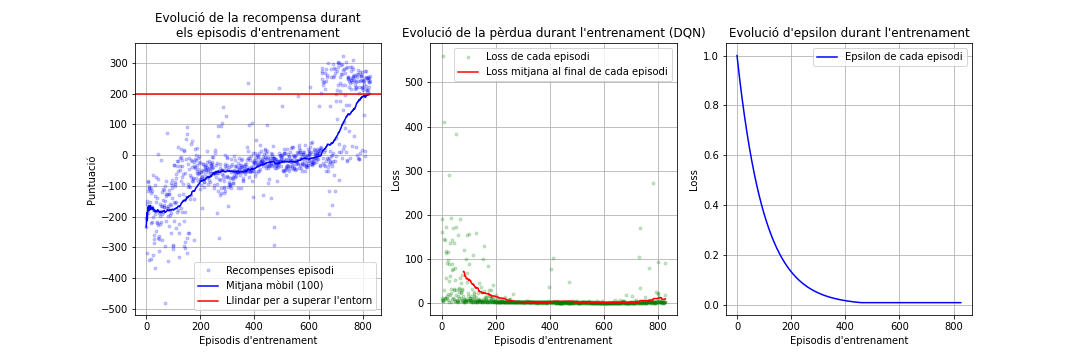 Evolució de la recompensa durant
els episodis d'entrenament
300
200
100
0
−100
−200
−300
−400
−500
Puntuació
Recompenses episodi
Mitjana mòbil (100)
Llindar per a superar l'entorn
0 200 400 600 800
Episodis d'entrenament
Evolució de la pèrdua durant l'entrenament (DQN)
Loss de cada episodi
Loss mitjana al final de cada episodi
500
400
300
200
100
0
Loss
0 200 400 600 800
Episodis d'entrenament
Evolució d'epsilon durant l'entrenament
Epsilon de cada episodi
1.0
0.8
0.6
0.4
0.2
0.0
Loss
0 200 400 600 800
Episodis d'entrenament